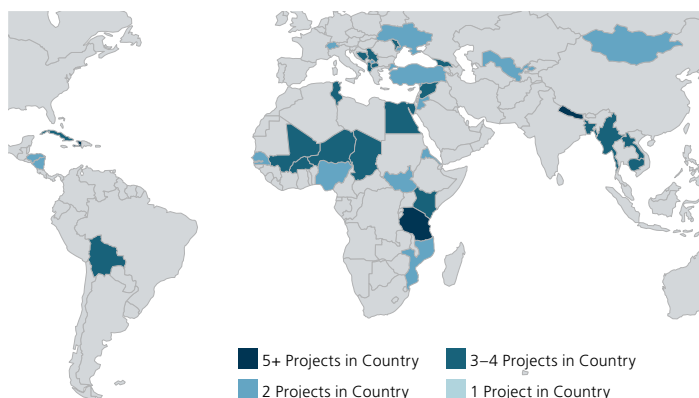 5+ Projects in Country
3–4 Projects in Country
2 Projects in Country
1 Project in Country